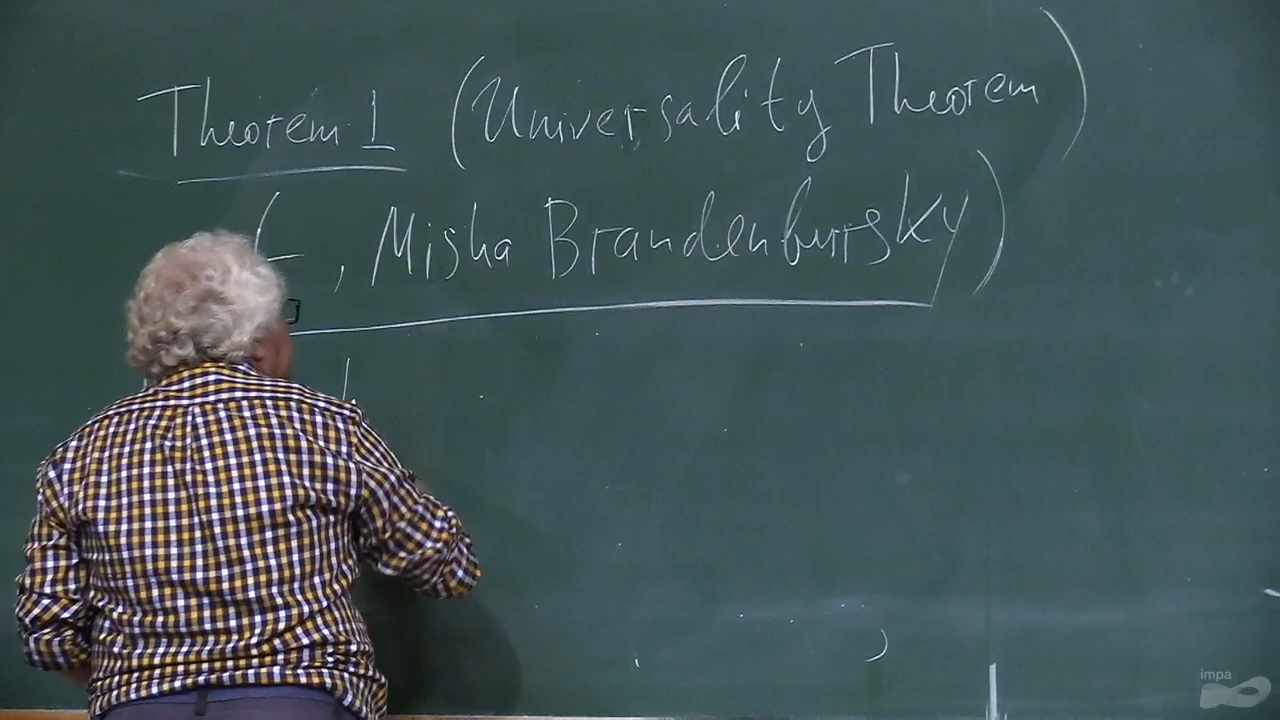 Theorem 1 (Universality Theorem)
( – , Misha Brandenbursky)
impa